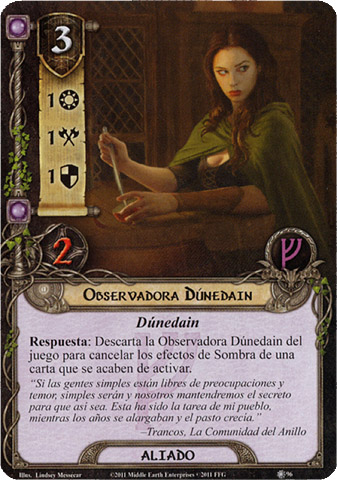 3
1
1
1
2
Observadora Dúnedain
Dúnedain
Respuesta: Descarta la Observadora Dúnedain del
juego para cancelar los efectos de Sombra de una
carta que se acaben de activar.
“Si las gentes simples están libres de preocupaciones y
temor, simples serán y nosotros mantendremos el secreto
para que así sea. Esta ha sido la tarea de mi pueblo,
mientras los años se alargaban y el pasto crecía.”
–Trancos, La Comunidad del Anillo
Aliado
Illus. Lindsey Messecar
©2011 Middle Earth Enterprises • 2011 FFG
96